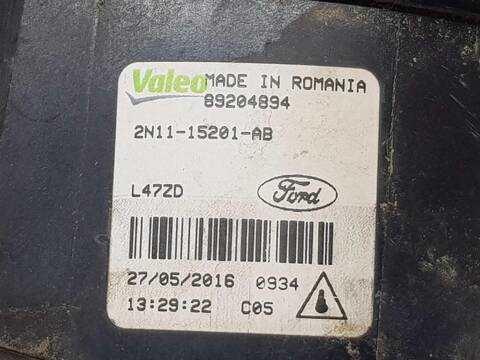 Valeo MADE IN ROMANIA
89204894
2N11-15201-AB
L47ZD Ford
27/05/2016 0934
13:29:22 C05